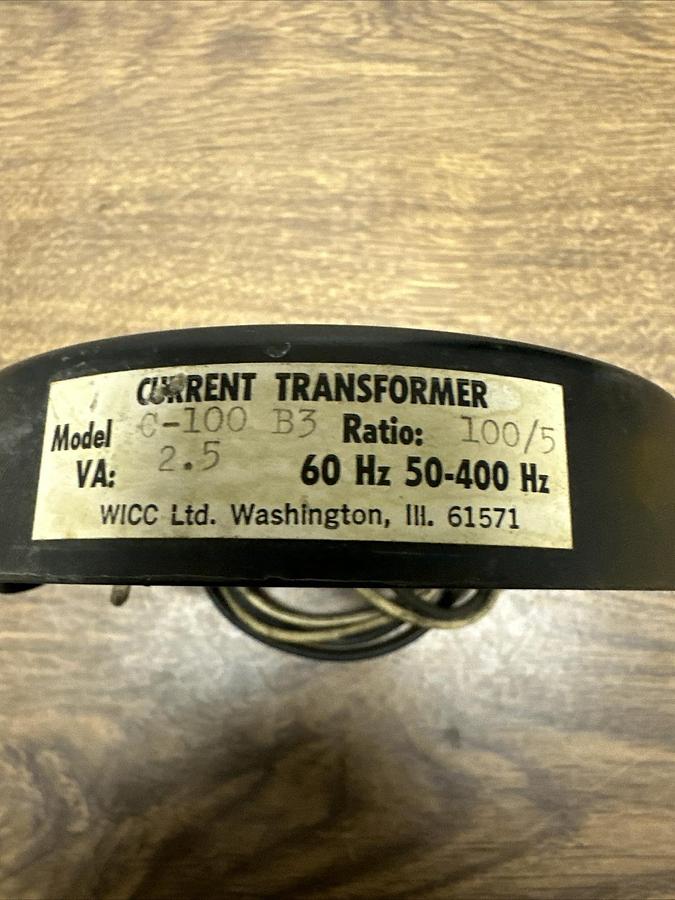 CURRENT TRANSFORMER
Model C-100 B3 Ratio: 100/5
VA: 2.5 60 Hz 50-400 Hz
WICC Ltd. Washington, Ill. 61571